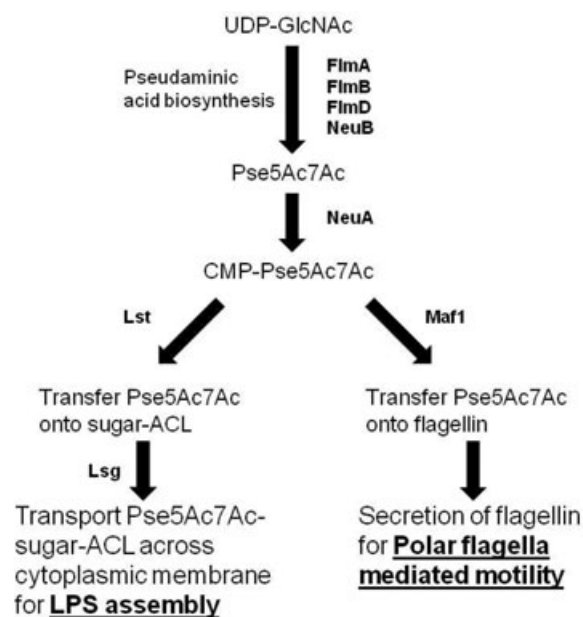 UDP-GlcNAc
Pseudaminic
acid biosynthesis
FlmA
FlmB
FlmD
NeuB
Pse5Ac7Ac
NeuA
CMP-Pse5Ac7Ac
Lst
Maf1
Transfer Pse5Ac7Ac
onto sugar-ACL
Transfer Pse5Ac7Ac
onto flagellin
Lsg
Transport Pse5Ac7Ac-
sugar-ACL across
cytoplasmic membrane
for LPS assembly
Secretion of flagellin
for Polar flagella
mediated motility